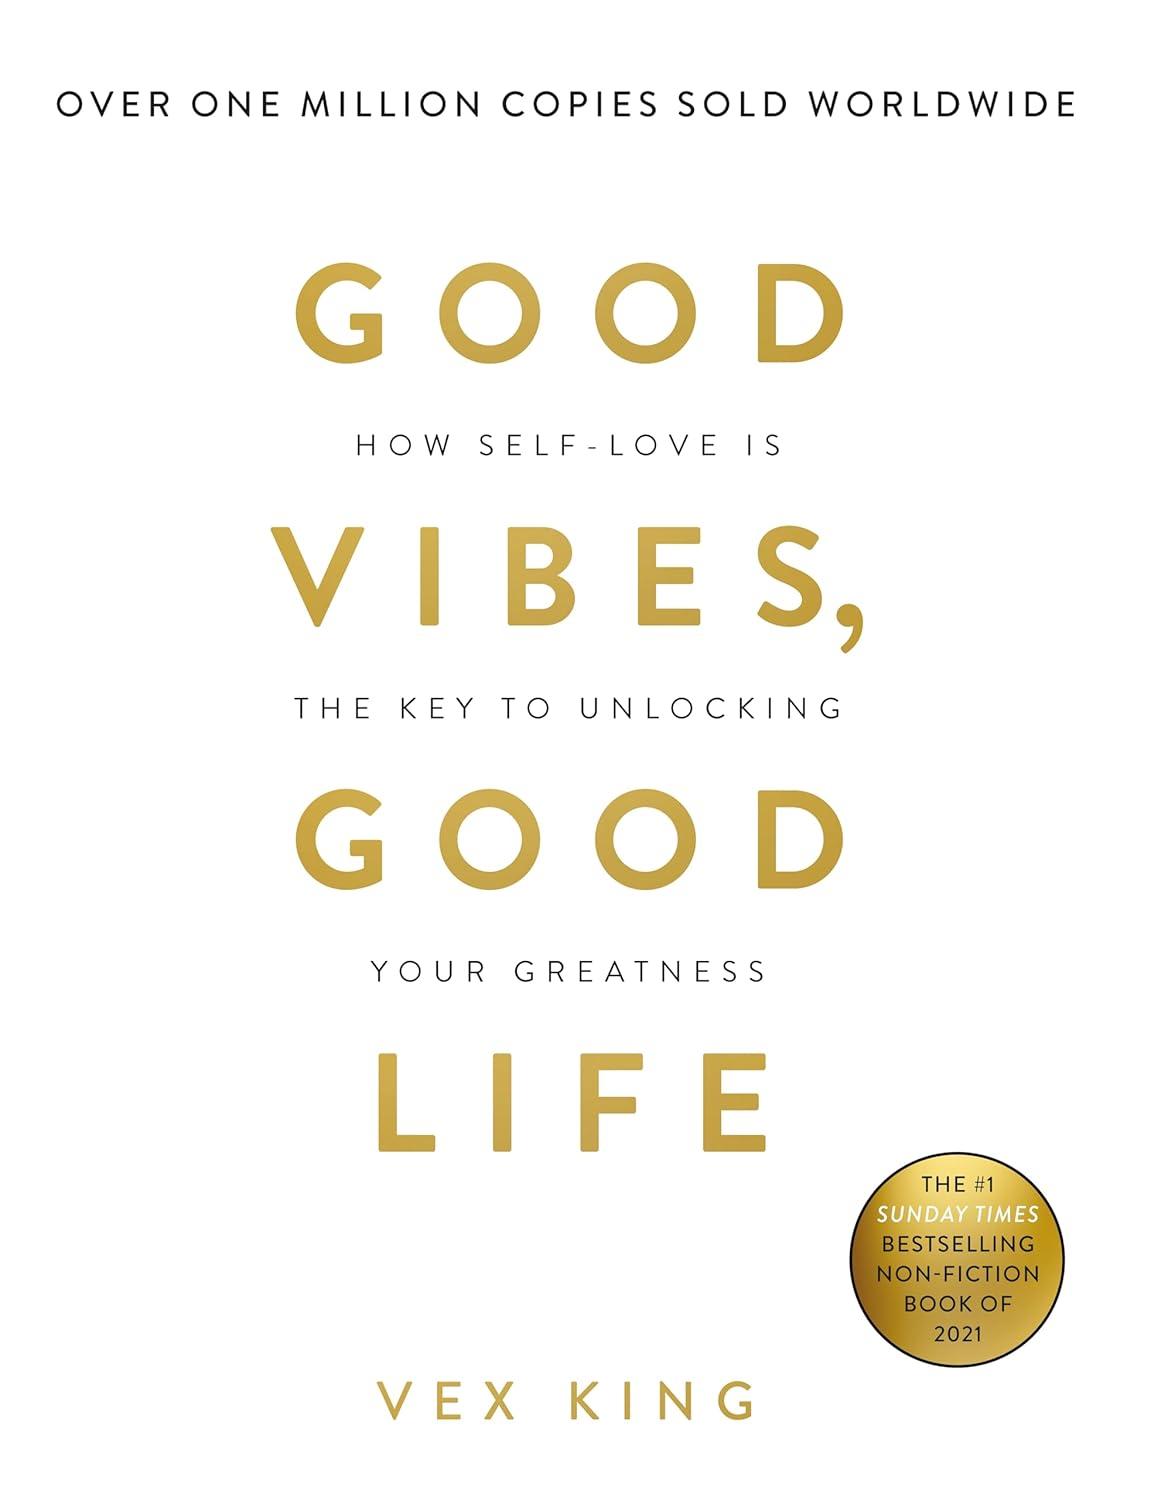 OVER ONE MILLION COPIES SOLD WORLDWIDE
GOOD
HOW SELF-LOVE IS
VIBES,
THE KEY TO UNLOCKING
GOOD
YOUR GREATNESS
LIFE
THE #1
SUNDAY TIMES
BESTSELLING
NON-FICTION
BOOK OF
2021
VEX KING